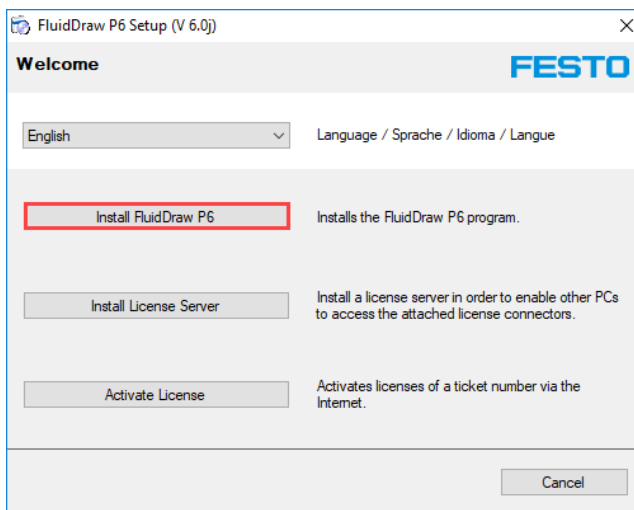 FluidDraw P6 Setup (V 6.0j)
Welcome
FESTO
English
Language / Sprache / Idioma / Langue
Install FluidDraw P6
Installs the FluidDraw P6 program.
Install License Server
Install a license server in order to enable other PCs
to access the attached license connectors.
Activate License
Activates licenses of a ticket number via the
Internet.
Cancel